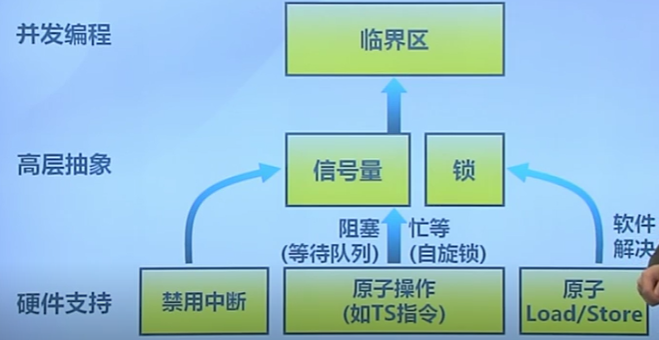 并发编程
临界区
高层抽象
信号量
锁
阻塞
(等待队列)
忙等
(自旋锁)
软件
解决
硬件支持
禁用中断
原子操作
(如TS指令)
原子
Load/Store